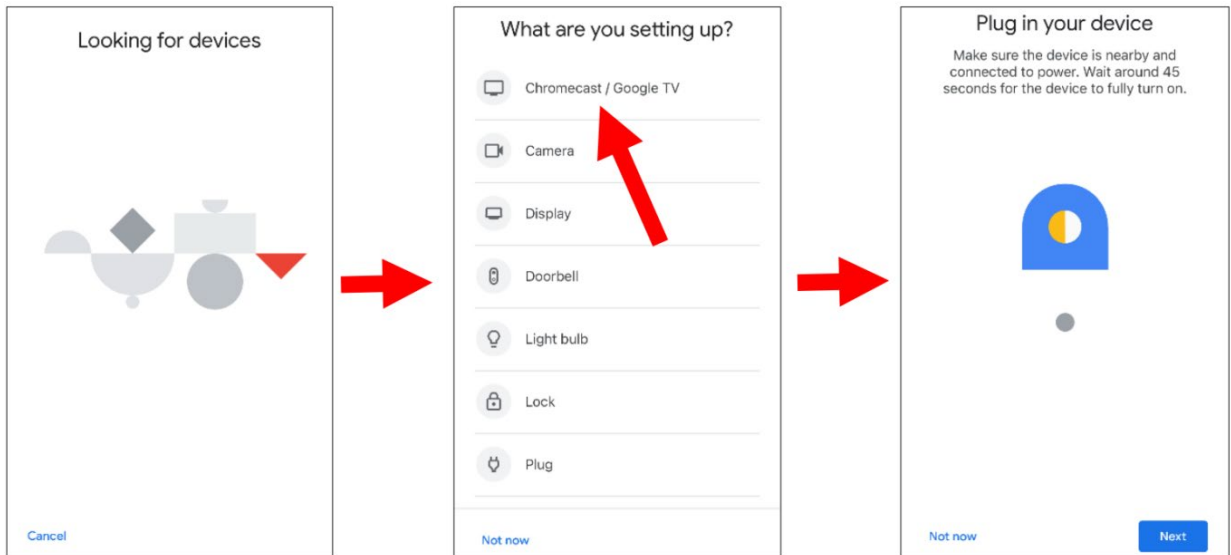 Looking for devices
Cancel
What are you setting up?
Chromecast / Google TV
Camera
Display
Doorbell
Light bulb
Lock
Plug
Not now
Plug in your device
Make sure the device is nearby and
connected to power. Wait around 45
seconds for the device to fully turn on.
Not now
Next